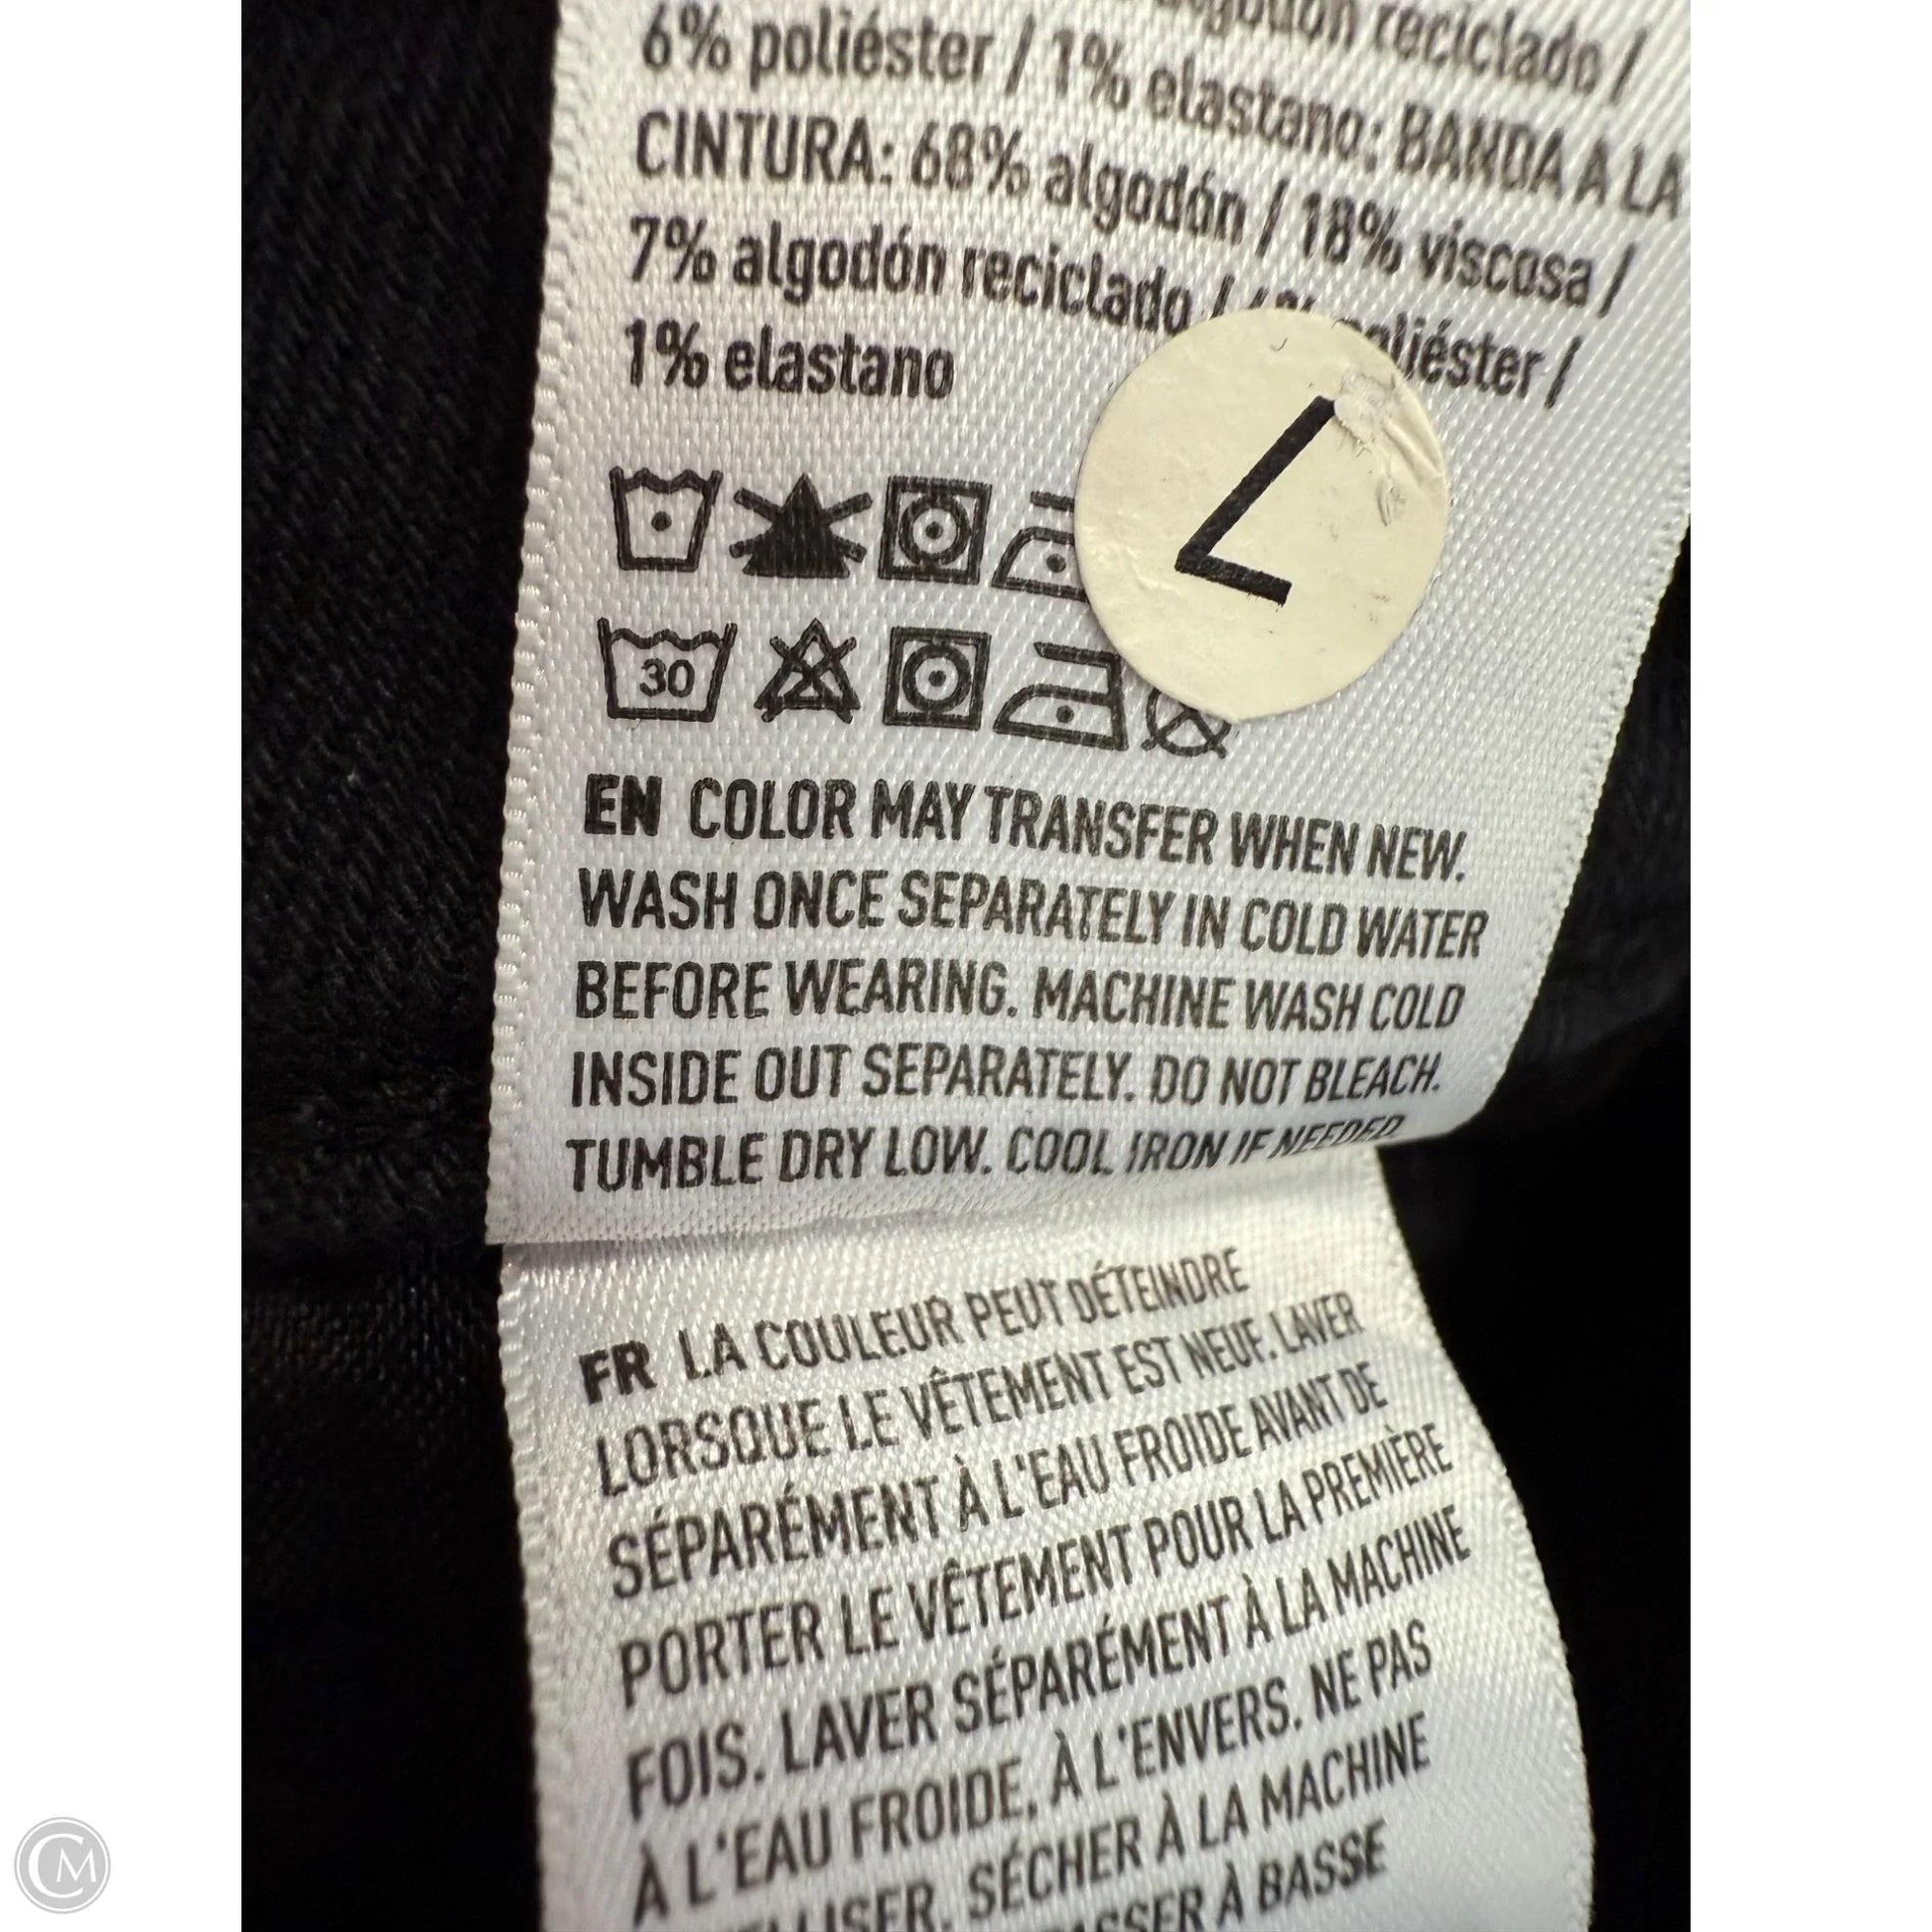 algodón reciclado /
6% poliéster / 1% elastano; BANDA A LA
CINTURA: 68% algodón / 18% viscosa /
7% algodón reciclado / 6% poliéster /
1% elastano
L
30
EN COLOR MAY TRANSFER WHEN NEW.
WASH ONCE SEPARATELY IN COLD WATER
BEFORE WEARING. MACHINE WASH COLD
INSIDE OUT SEPARATELY. DO NOT BLEACH.
TUMBLE DRY LOW. COOL IRON IF NEEDED.
FR LA COULEUR PEUT DÉTEINDRE
LORSQUE LE VÊTEMENT EST NEUF. LAVER
SÉPARÉMENT À L'EAU FROIDE AVANT DE
PORTER LE VÊTEMENT POUR LA PREMIÈRE
FOIS. LAVER SÉPARÉMENT À LA MACHINE
À L'EAU FROIDE, À L'ENVERS. NE PAS
SÉCHER À LA MACHINE
À BASSE
CM